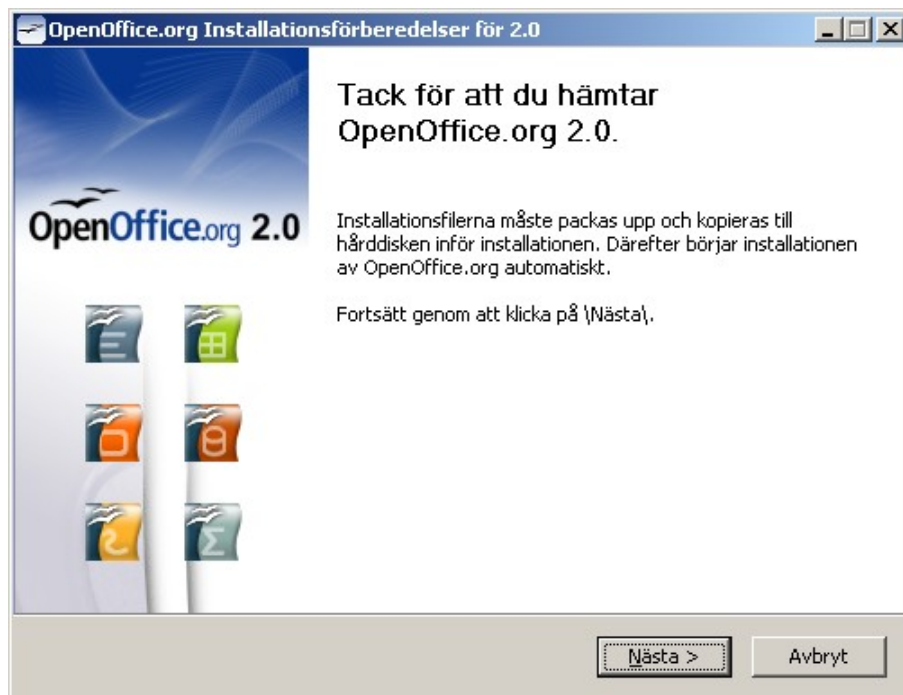 OpenOffice.org Installationsförberedelser för 2.0
Tack för att du hämtar
OpenOffice.org 2.0.
OpenOffice.org 2.0
Installationsfilerna måste packas upp och kopieras till
hårddisken inför installationen. Därefter börjar installationen
av OpenOffice.org automatiskt.
Fortsätt genom att klicka på \Nästa\.
Nästa >
Avbryt